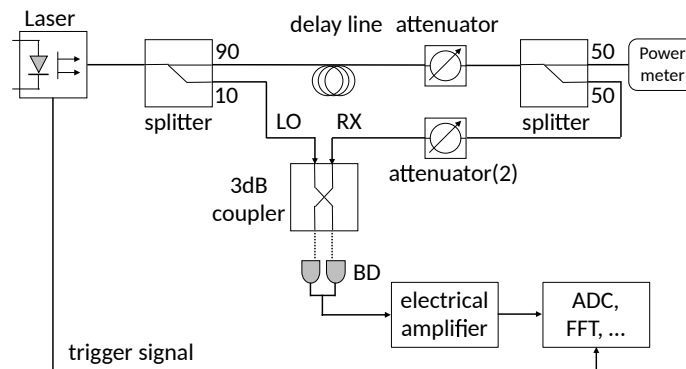 Laser
delay line attenuator
90
50
Power
meter
10
50
splitter
LO
RX
splitter
attenuator(2)
3dB
coupler
BD
electrical
amplifier
ADC,
FFT, ...
trigger signal